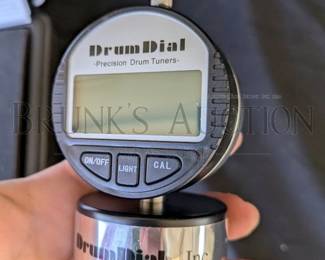 DrumDial
-Precision Drum Tuners-
BRUNK'S AUCTION
ON/OFF LIGHT CAL
DrumDial, Inc.